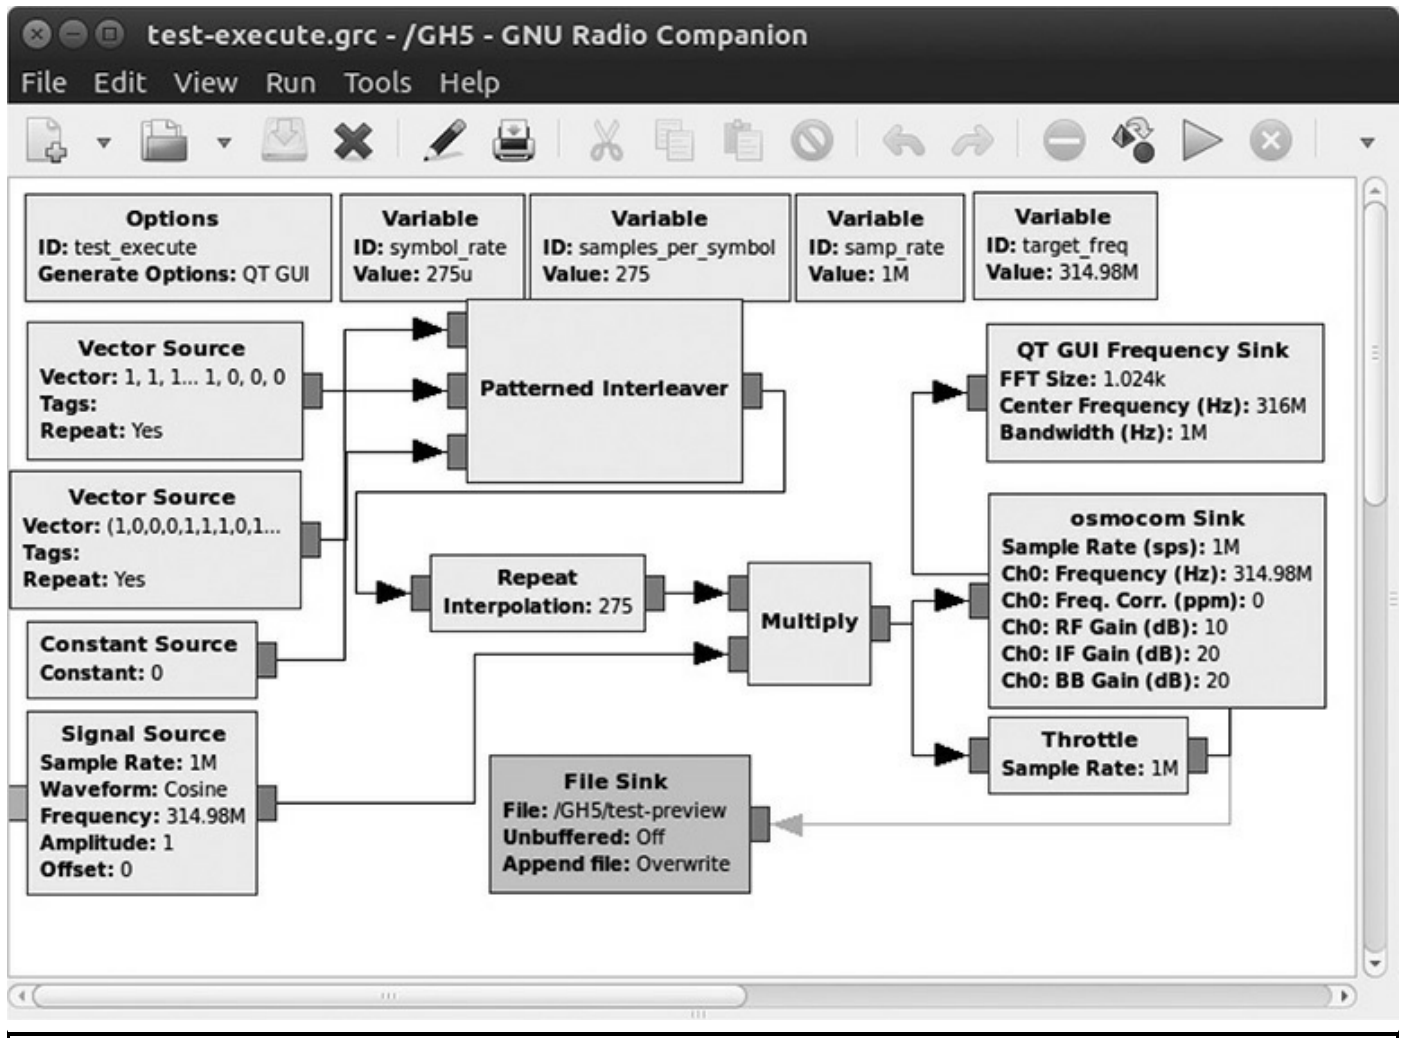 test-execute.grc - /GH5 - GNU Radio Companion
File Edit View Run Tools Help
Options
ID: test_execute
Generate Options: QT GUI
Variable
ID: symbol_rate
Value: 275u
Variable
ID: samples_per_symbol
Value: 275
Variable
ID: samp_rate
Value: 1M
Variable
ID: target_freq
Value: 314.98M
Vector Source
Vector: 1, 1, 1... 1, 0, 0, 0
Tags:
Repeat: Yes
Patterned Interleaver
QT GUI Frequency Sink
FFT Size: 1.024k
Center Frequency (Hz): 316M
Bandwidth (Hz): 1M
Vector Source
Vector: (1,0,0,0,1,1,1,0,1...
Tags:
Repeat: Yes
Repeat
Interpolation: 275
Multiply
osmocom Sink
Sample Rate (sps): 1M
Ch0: Frequency (Hz): 314.98M
Ch0: Freq. Corr. (ppm): 0
Ch0: RF Gain (dB): 10
Ch0: IF Gain (dB): 20
Ch0: BB Gain (dB): 20
Constant Source
Constant: 0
Signal Source
Sample Rate: 1M
Waveform: Cosine
Frequency: 314.98M
Amplitude: 1
Offset: 0
File Sink
File: /GH5/test-preview
Unbuffered: Off
Append file: Overwrite
Throttle
Sample Rate: 1M